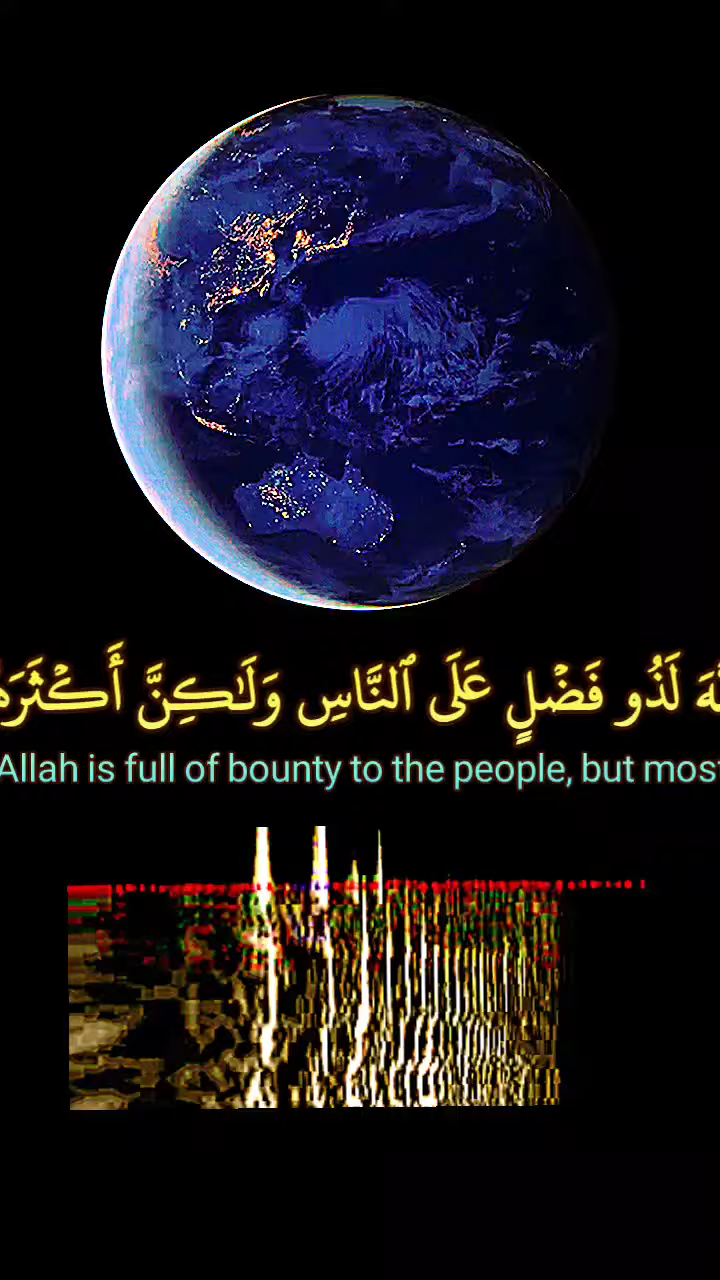 لَذُو فَضۡلٍ عَلَى ٱلنَّاسِ وَلَٰكِنَّ
Allah is full of bounty to the people, but most